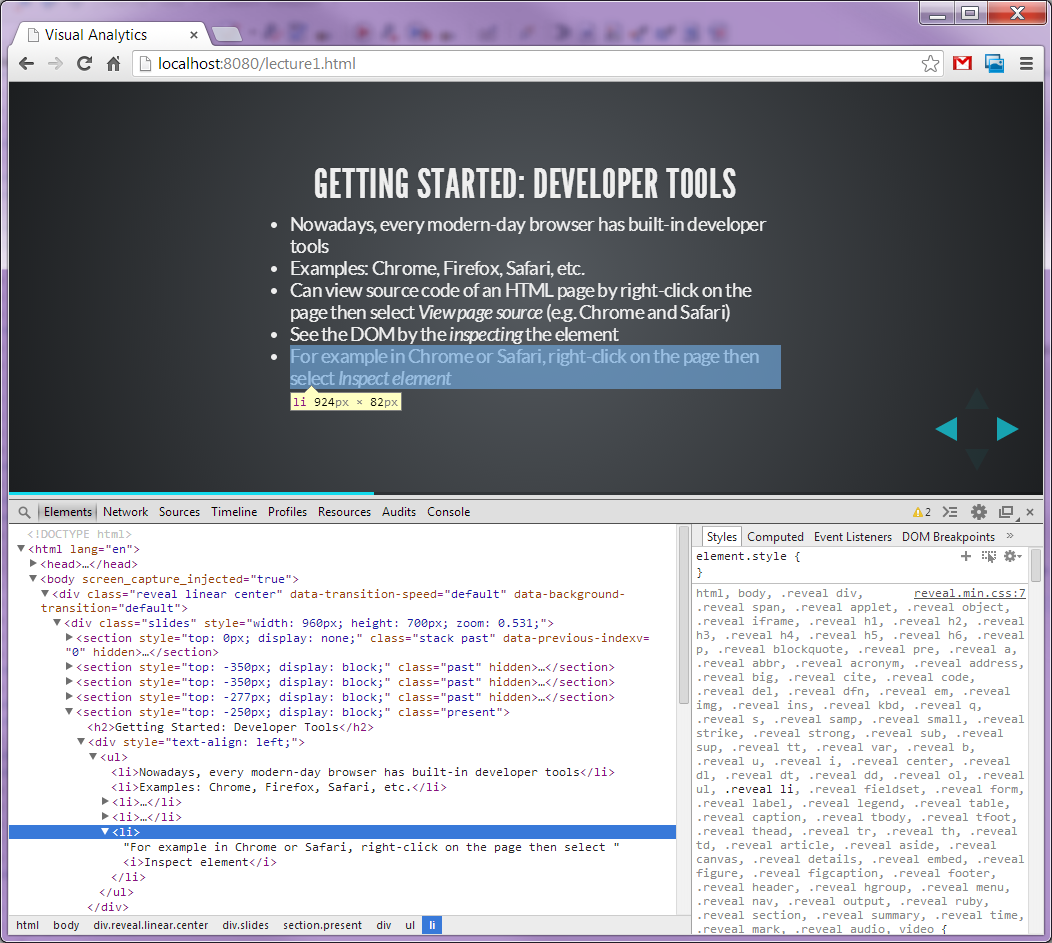 Visual Analytics
localhost:8080/lecture1.html
GETTING STARTED: DEVELOPER TOOLS
Nowadays, every modern-day browser has built-in developer
tools
Examples: Chrome, Firefox, Safari, etc.
Can view source code of an HTML page by right-click on the
page then select View page source (e.g. Chrome and Safari)
See the DOM by the inspecting the element
For example in Chrome or Safari, right-click on the page then
select Inspect element
li 924px × 82px
Elements Network Sources Timeline Profiles Resources Audits Console 2
<!DOCTYPE html>
<html lang="en">
<head>…</head>
<body screen_capture_injected="true">
<div class="reveal linear center" data-transition-speed="default" data-background-
transition="default">
<div class="slides" style="width: 960px; height: 700px; zoom: 0.531;">
<section style="top: 0px; display: none;" class="stack past" data-previous-indexv=
"0" hidden>…</section>
<section style="top: -350px; display: block;" class="past" hidden>…</section>
<section style="top: -350px; display: block;" class="past" hidden>…</section>
<section style="top: -277px; display: block;" class="past" hidden>…</section>
<section style="top: -250px; display: block;" class="present">
<h2>Getting Started: Developer Tools</h2>
<div style="text-align: left;">
<ul>
<li>Nowadays, every modern-day browser has built-in developer tools</li>
<li>Examples: Chrome, Firefox, Safari, etc.</li>
<li>…</li>
<li>…</li>
<li>
"For example in Chrome or Safari, right-click on the page then select "
<i>Inspect element</i>
</li>
</ul>
</div>
html body div.reveal.linear.center div.slides section.present div ul li
Styles Computed Event Listeners DOM Breakpoints »
element.style {
}
html, body, .reveal div, reveal.min.css:7
.reveal span, .reveal applet, .reveal object,
.reveal iframe, .reveal h1, .reveal h2, .reveal
h3, .reveal h4, .reveal h5, .reveal h6, .reveal
p, .reveal blockquote, .reveal pre, .reveal a,
.reveal abbr, .reveal acronym, .reveal address,
.reveal big, .reveal cite, .reveal code,
.reveal del, .reveal dfn, .reveal em, .reveal
img, .reveal ins, .reveal kbd, .reveal q,
.reveal s, .reveal samp, .reveal small, .reveal
strike, .reveal strong, .reveal sub, .reveal
sup, .reveal tt, .reveal var, .reveal b,
.reveal u, .reveal i, .reveal center, .reveal
dl, .reveal dt, .reveal dd, .reveal ol, .reveal
ul, .reveal li, .reveal fieldset, .reveal form,
.reveal label, .reveal legend, .reveal table,
.reveal caption, .reveal tbody, .reveal tfoot,
.reveal thead, .reveal tr, .reveal th, .reveal
td, .reveal article, .reveal aside, .reveal
canvas, .reveal details, .reveal embed, .reveal
figure, .reveal figcaption, .reveal footer,
.reveal header, .reveal hgroup, .reveal menu,
.reveal nav, .reveal output, .reveal ruby,
.reveal section, .reveal summary, .reveal time,
.reveal mark, .reveal audio, video {